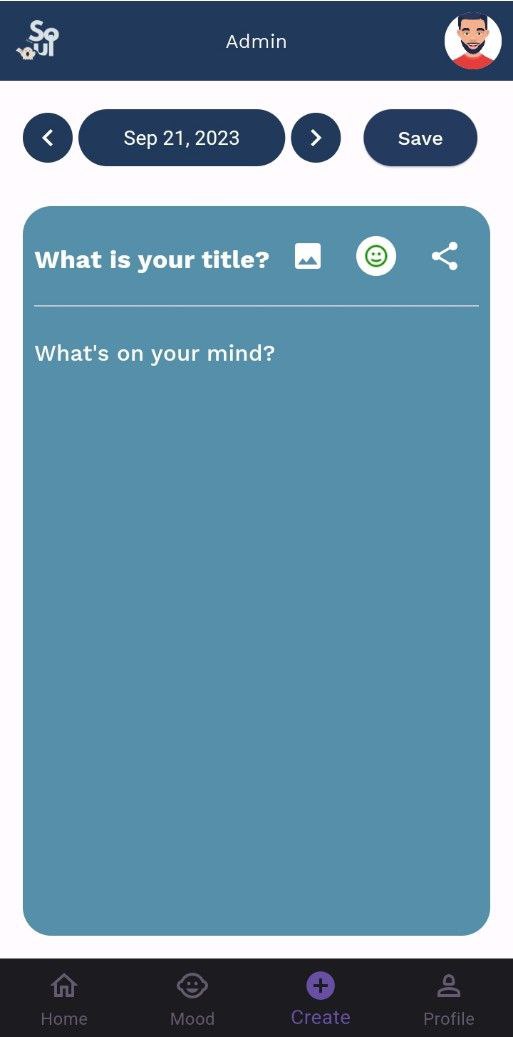 Soul
Admin
Sep 21, 2023
Save
What is your title?
What's on your mind?
Home
Mood
Create
Profile